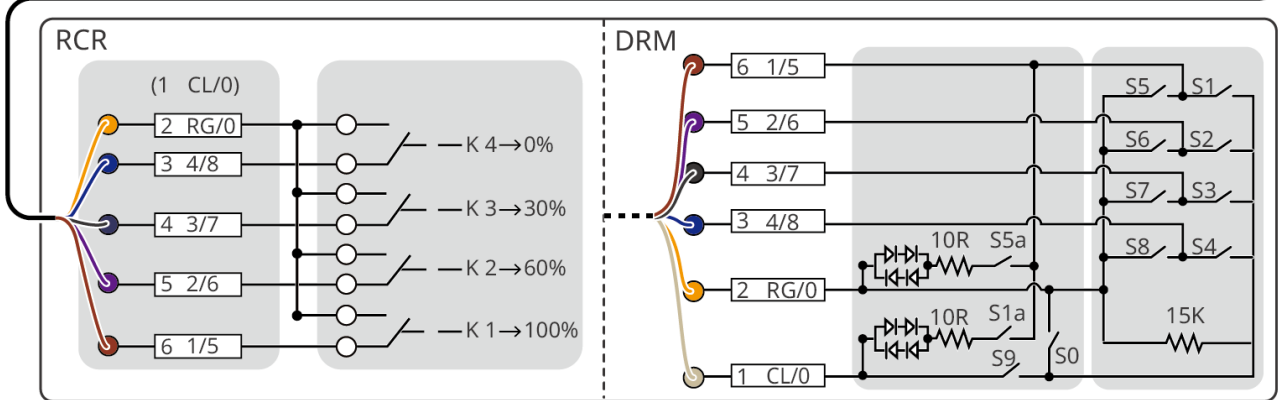 RCR
(1 CL/0)
2 RG/0
3 4/8
4 3/7
5 2/6
6 1/5
K 4→0%
K 3→30%
K 2→60%
K 1→100%
DRM
6 1/5
5 2/6
4 3/7
3 4/8
2 RG/0
1 CL/0
10R S5a
10R S1a
S9
S0
S5 S1
S6 S2
S7 S3
S8 S4
15K